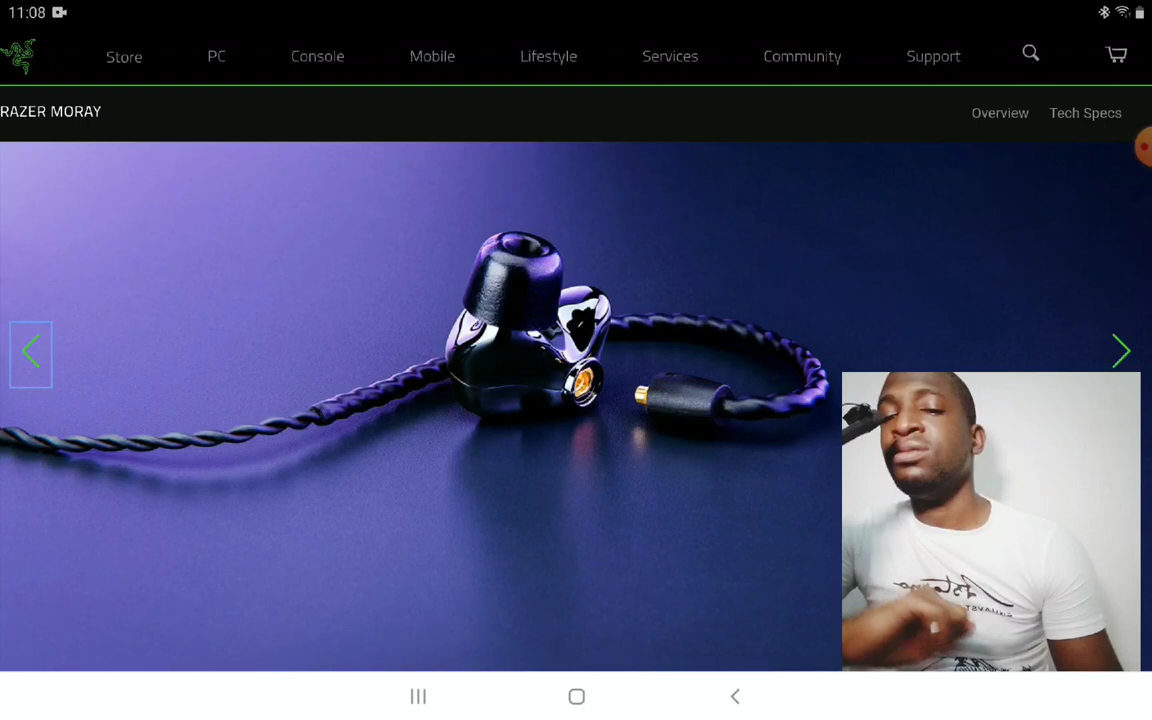 11:08
Store PC Console Mobile Lifestyle Services Community Support
RAZER MORAY
Overview Tech Specs